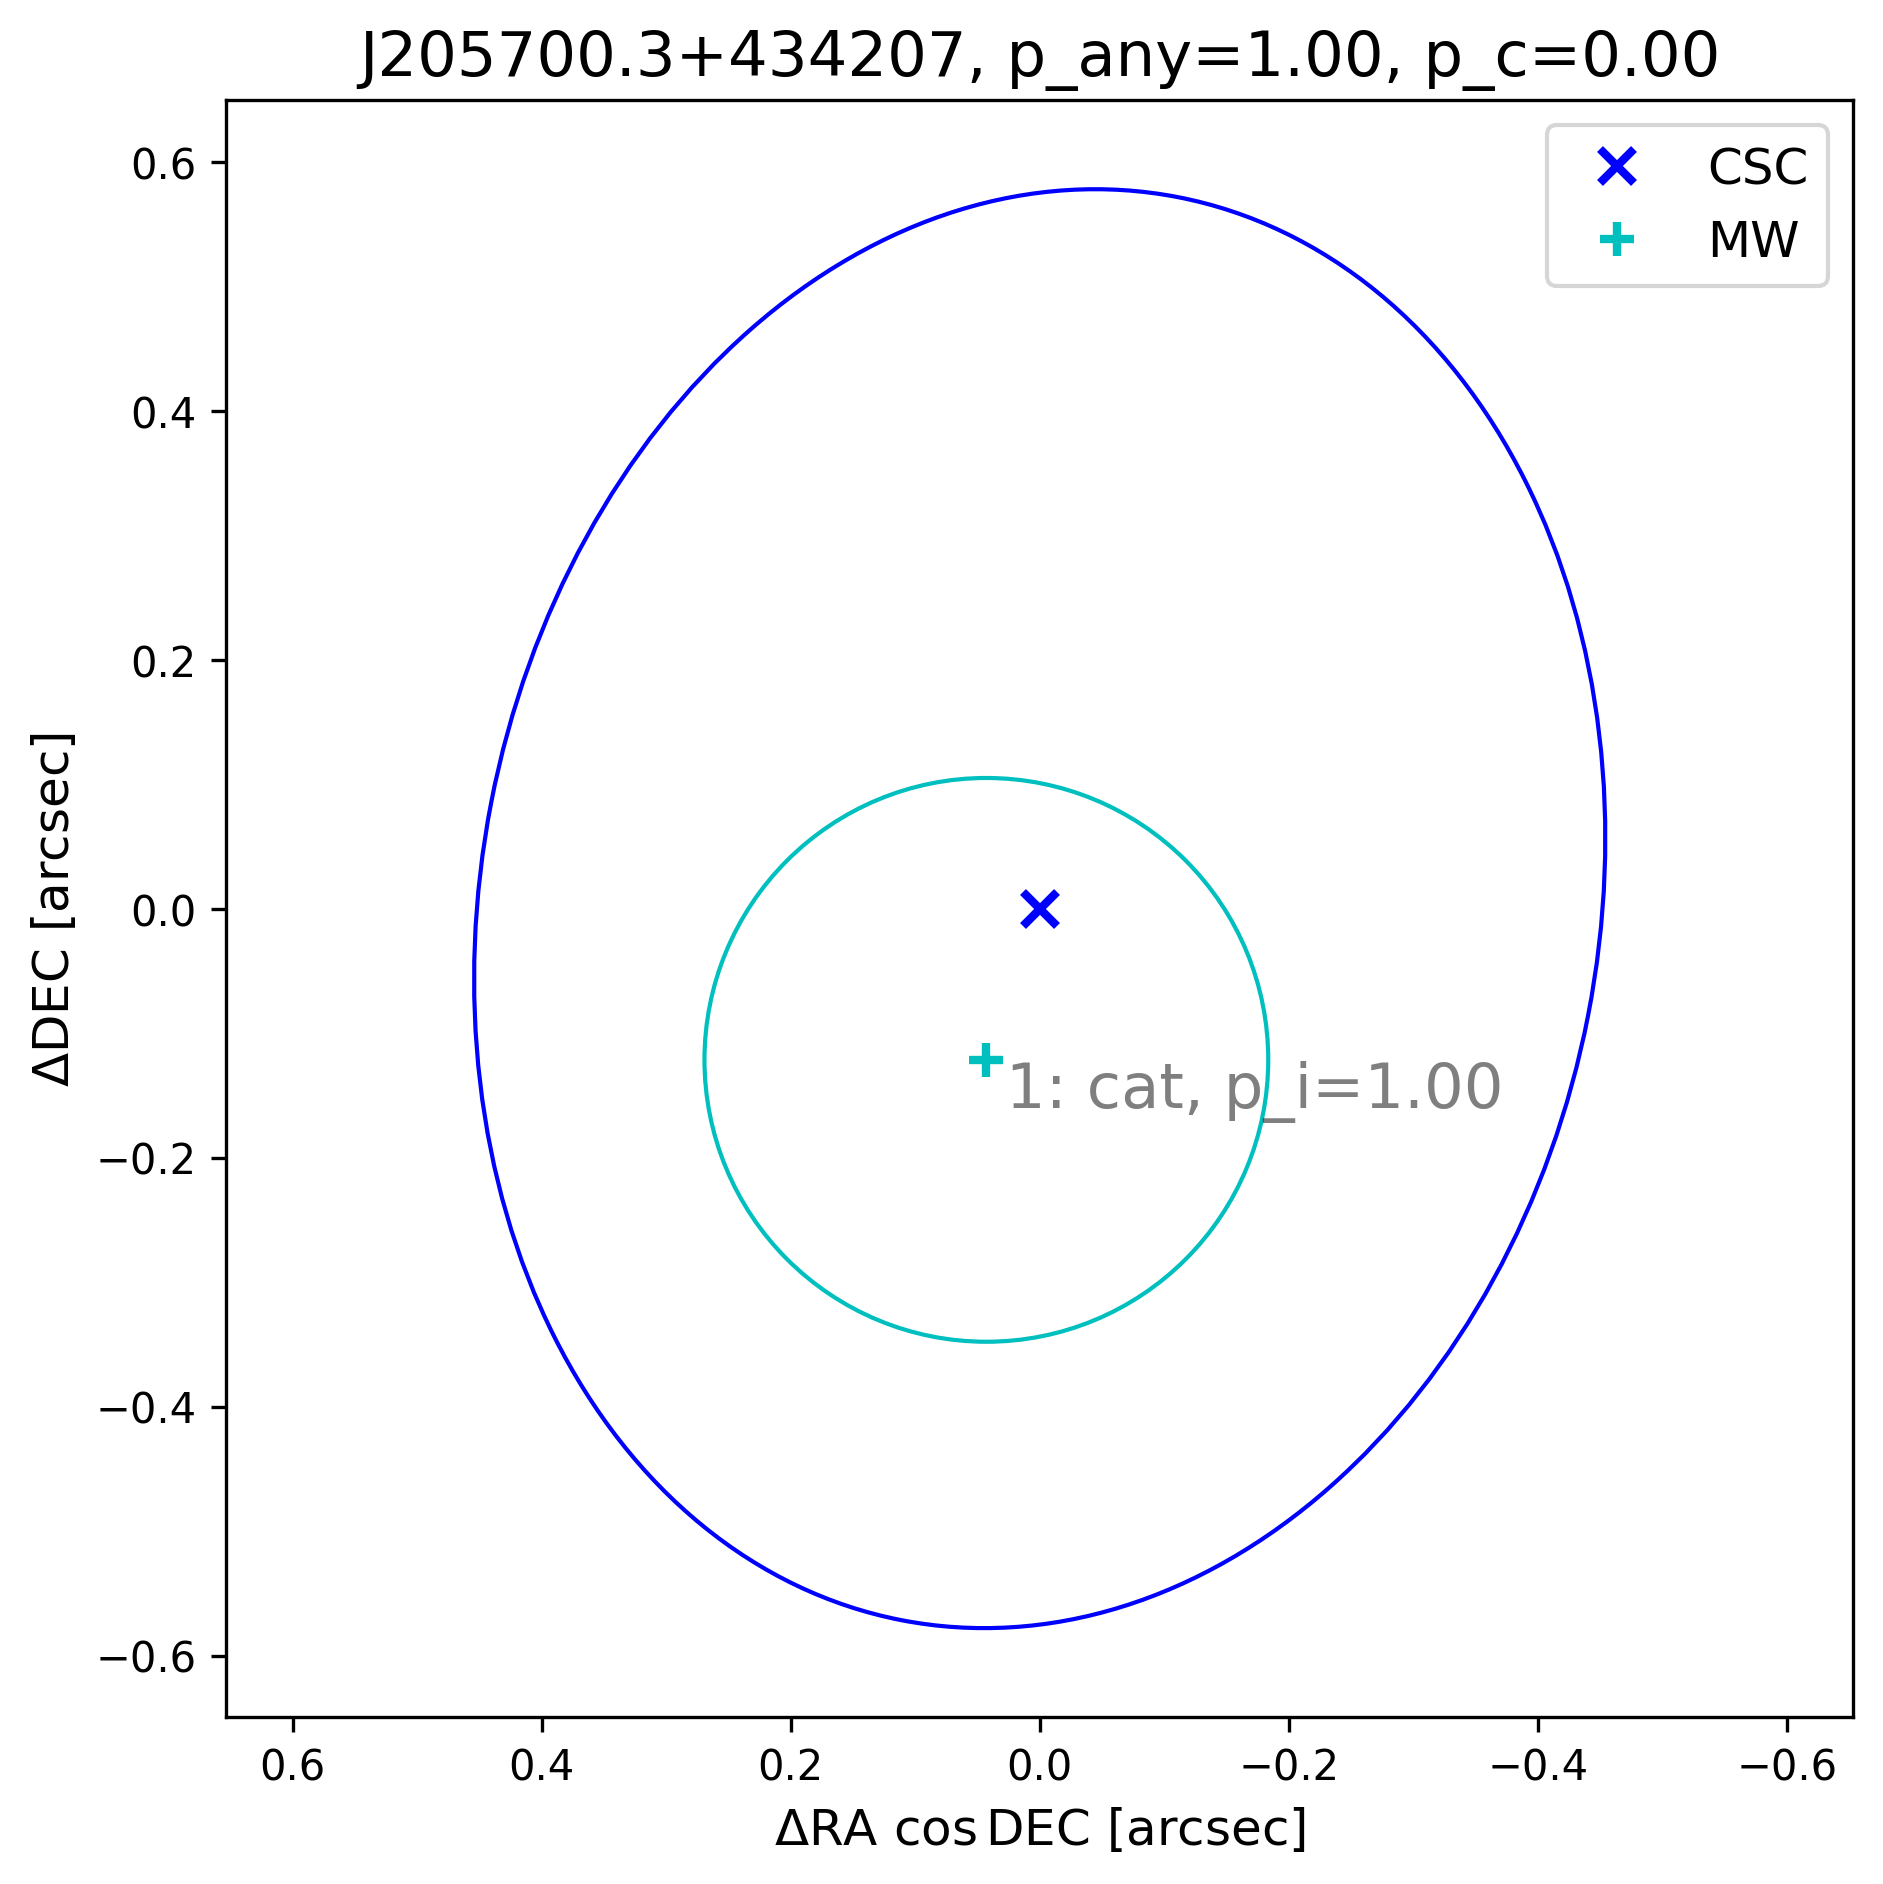 J205700.3+434207, p_any=1.00, p_c=0.00
CSC
MW
0.6
0.4
0.2
0.0
−0.2
−0.4
−0.6
ΔDEC [arcsec]
1: cat, p_i=1.00
0.6 0.4 0.2 0.0 −0.2 −0.4 −0.6
ΔRA cos DEC [arcsec]